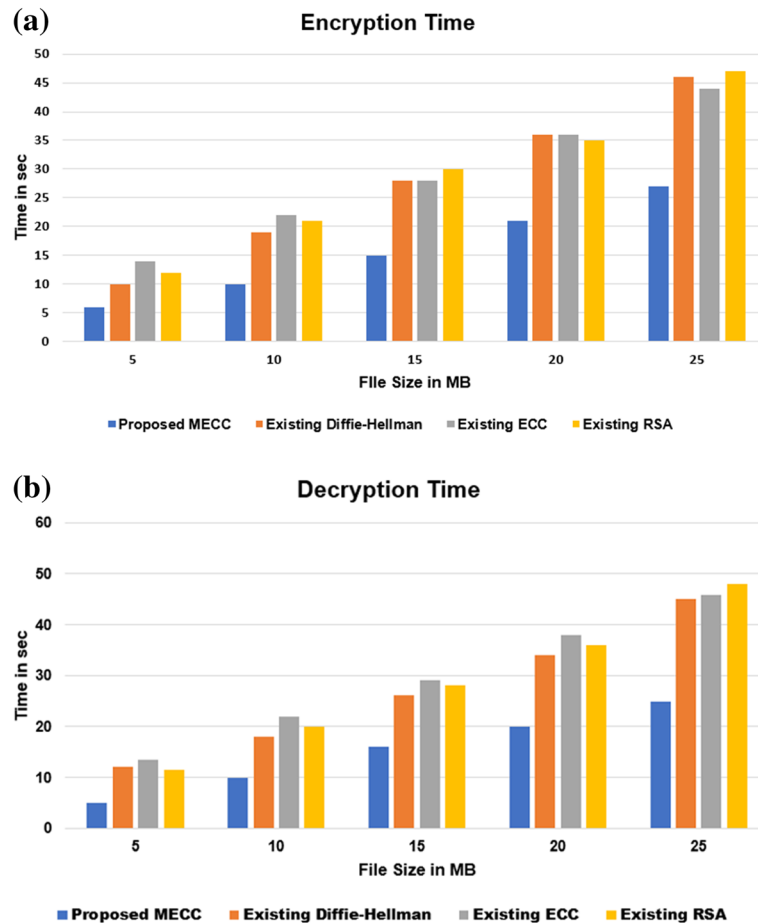 (a)
Encryption Time
50
45
40
35
30
25
20
15
10
5
0
Time in sec
5 10 15 20 25
FIle Size in MB
Proposed MECC Existing Diffie-Hellman Existing ECC Existing RSA
(b)
Decryption Time
60
50
40
30
20
10
0
Time in sec
5 10 15 20 25
File Size in MB
Proposed MECC Existing Diffie-Hellman Existing ECC Existing RSA